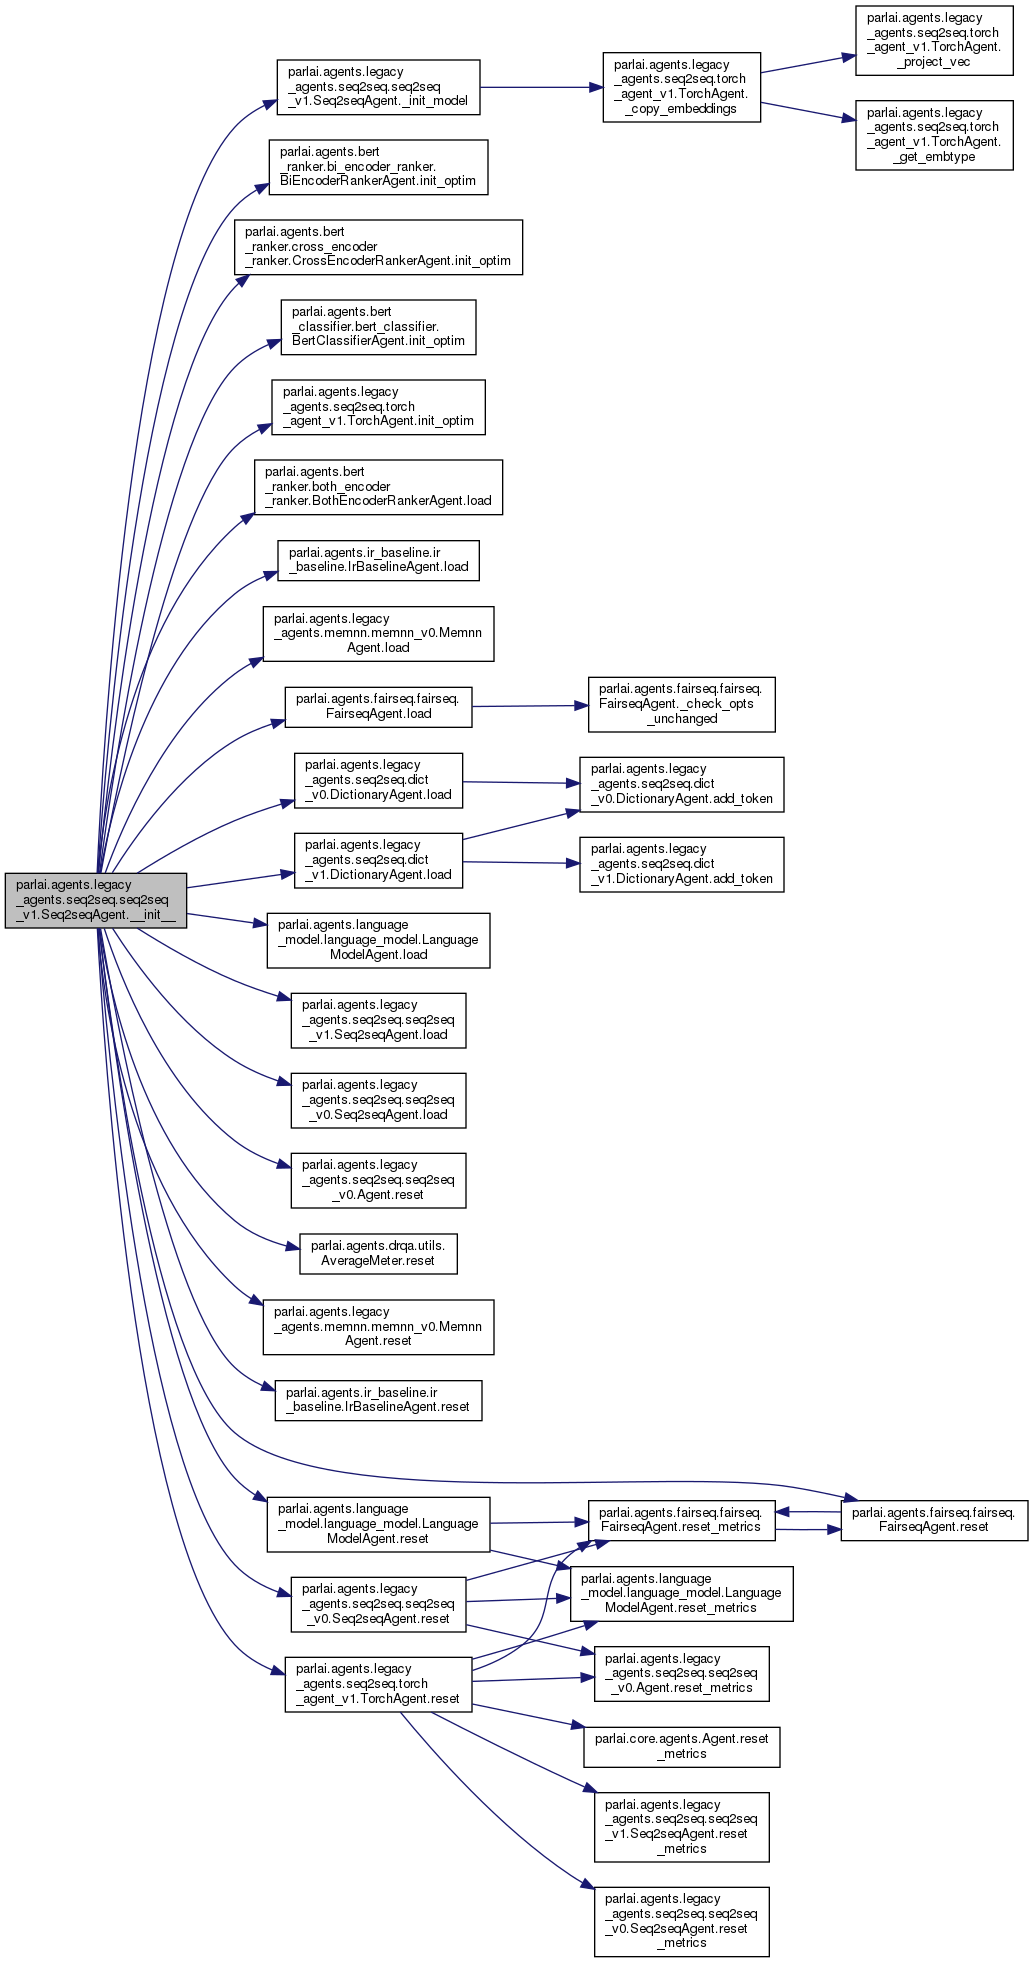 parlai.agents.legacy
_agents.seq2seq.torch
_agent_v1.TorchAgent.
_project_vec
parlai.agents.legacy
_agents.seq2seq.seq2seq
_v1.Seq2seqAgent._init_model
parlai.agents.legacy
_agents.seq2seq.torch
_agent_v1.TorchAgent.
_copy_embeddings
parlai.agents.legacy
_agents.seq2seq.torch
_agent_v1.TorchAgent.
_get_embtype
parlai.agents.bert
_ranker.bi_encoder_ranker.
BiEncoderRankerAgent.init_optim
parlai.agents.bert
_ranker.cross_encoder
_ranker.CrossEncoderRankerAgent.init_optim
parlai.agents.bert
_classifier.bert_classifier.
BertClassifierAgent.init_optim
parlai.agents.legacy
_agents.seq2seq.torch
_agent_v1.TorchAgent.init_optim
parlai.agents.bert
_ranker.both_encoder
_ranker.BothEncoderRankerAgent.load
parlai.agents.ir_baseline.ir
_baseline.IrBaselineAgent.load
parlai.agents.legacy
_agents.memnn.memnn_v0.Memnn
Agent.load
parlai.agents.fairseq.fairseq.
FairseqAgent.load
parlai.agents.fairseq.fairseq.
FairseqAgent._check_opts
_unchanged
parlai.agents.legacy
_agents.seq2seq.dict
_v0.DictionaryAgent.load
parlai.agents.legacy
_agents.seq2seq.dict
_v0.DictionaryAgent.add_token
parlai.agents.legacy
_agents.seq2seq.dict
_v1.DictionaryAgent.load
parlai.agents.legacy
_agents.seq2seq.dict
_v1.DictionaryAgent.add_token
parlai.agents.legacy
_agents.seq2seq.seq2seq
_v1.Seq2seqAgent.__init__
parlai.agents.language
_model.language_model.Language
ModelAgent.load
parlai.agents.legacy
_agents.seq2seq.seq2seq
_v1.Seq2seqAgent.load
parlai.agents.legacy
_agents.seq2seq.seq2seq
_v0.Seq2seqAgent.load
parlai.agents.legacy
_agents.seq2seq.seq2seq
_v0.Agent.reset
parlai.agents.drqa.utils.
AverageMeter.reset
parlai.agents.legacy
_agents.memnn.memnn_v0.Memnn
Agent.reset
parlai.agents.ir_baseline.ir
_baseline.IrBaselineAgent.reset
parlai.agents.language
_model.language_model.Language
ModelAgent.reset
parlai.agents.fairseq.fairseq.
FairseqAgent.reset_metrics
parlai.agents.fairseq.fairseq.
FairseqAgent.reset
parlai.agents.language
_model.language_model.Language
ModelAgent.reset_metrics
parlai.agents.legacy
_agents.seq2seq.seq2seq
_v0.Seq2seqAgent.reset
parlai.agents.legacy
_agents.seq2seq.seq2seq
_v0.Agent.reset_metrics
parlai.agents.legacy
_agents.seq2seq.torch
_agent_v1.TorchAgent.reset
parlai.core.agents.Agent.reset
_metrics
parlai.agents.legacy
_agents.seq2seq.seq2seq
_v1.Seq2seqAgent.reset
_metrics
parlai.agents.legacy
_agents.seq2seq.seq2seq
_v0.Seq2seqAgent.reset
_metrics